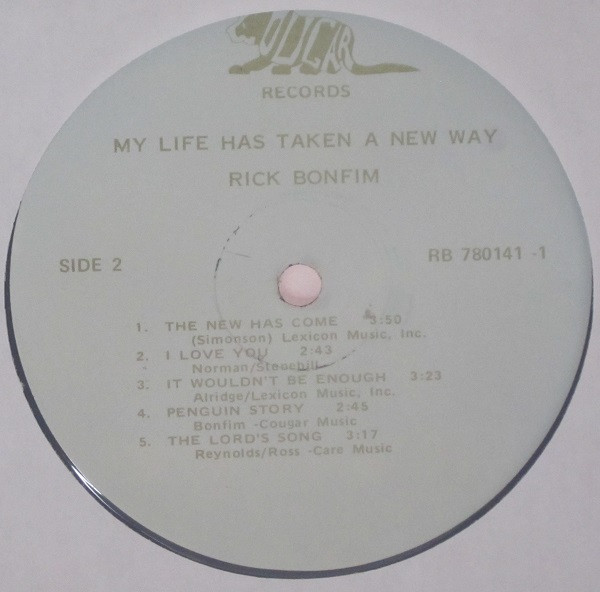 COUGAR
RECORDS
MY LIFE HAS TAKEN A NEW WAY
RICK BONFIM
SIDE 2
RB 780141 -1
1. THE NEW HAS COME 3:50
(Simonson) Lexicon Music, Inc.
2. I LOVE YOU 2:43
Norman/Stonehill
3. IT WOULDN'T BE ENOUGH 3:23
Alridge/Lexicon Music, Inc.
4. PENGUIN STORY 2:45
Bonfim -Cougar Music
5. THE LORD'S SONG 3:17
Reynolds/Ross -Care Music